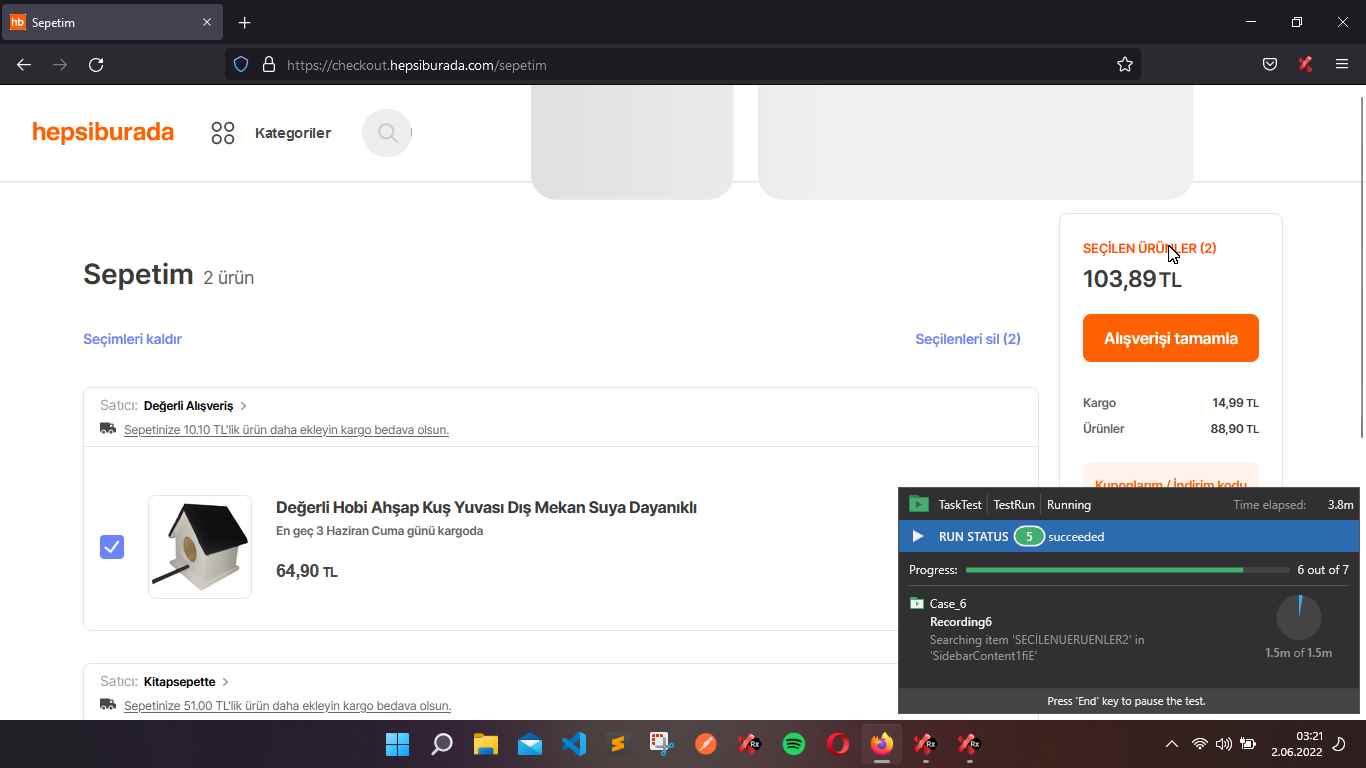 hb Sepetim
https://checkout.hepsiburada.com/sepetim
hepsiburada
Kategoriler
Sepetim 2 ürün
Seçimleri kaldır
Seçilenleri sil (2)
Satıcı: Değerli Alışveriş
Sepetinize 10.10 TL'lik ürün daha ekleyin kargo bedava olsun.
Değerli Hobi Ahşap Kuş Yuvası Dış Mekan Suya Dayanıklı
En geç 3 Haziran Cuma günü kargoda
64,90 TL
Satıcı: Kitapsepette
Sepetinize 51.00 TL'lik ürün daha ekleyin kargo bedava olsun.
SEÇİLEN ÜRÜNLER (2)
103,89 TL
Alışverişi tamamla
Kargo 14,99 TL
Ürünler 88,90 TL
Kuponlarım / İndirim kodu
TaskTest TestRun Running Time elapsed: 3.8m
RUN STATUS 5 succeeded
Progress: 6 out of 7
Case_6
Recording6
Searching item 'SECİLENUERUENLER2' in
'SidebarContent1fiE'
1.5m of 1.5m
Press 'End' key to pause the test.
Rx Rx Rx
03:21
2.06.2022